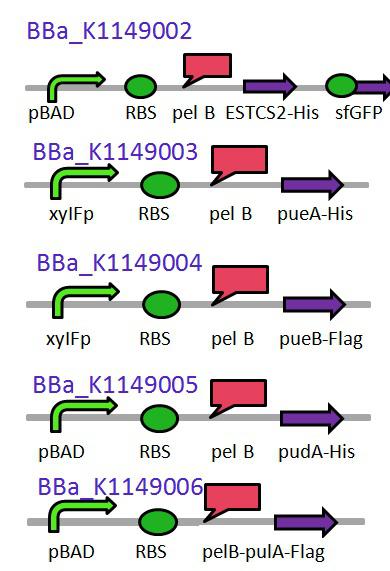 BBa_K1149002
pBAD RBS pel B ESTCS2-His sfGFP
BBa_K1149003
xylFp RBS pel B pueA-His
BBa_K1149004
xylFp RBS pel B pueB-Flag
BBa_K1149005
pBAD RBS pel B pudA-His
BBa_K1149006
pBAD RBS pelB-pulA-Flag